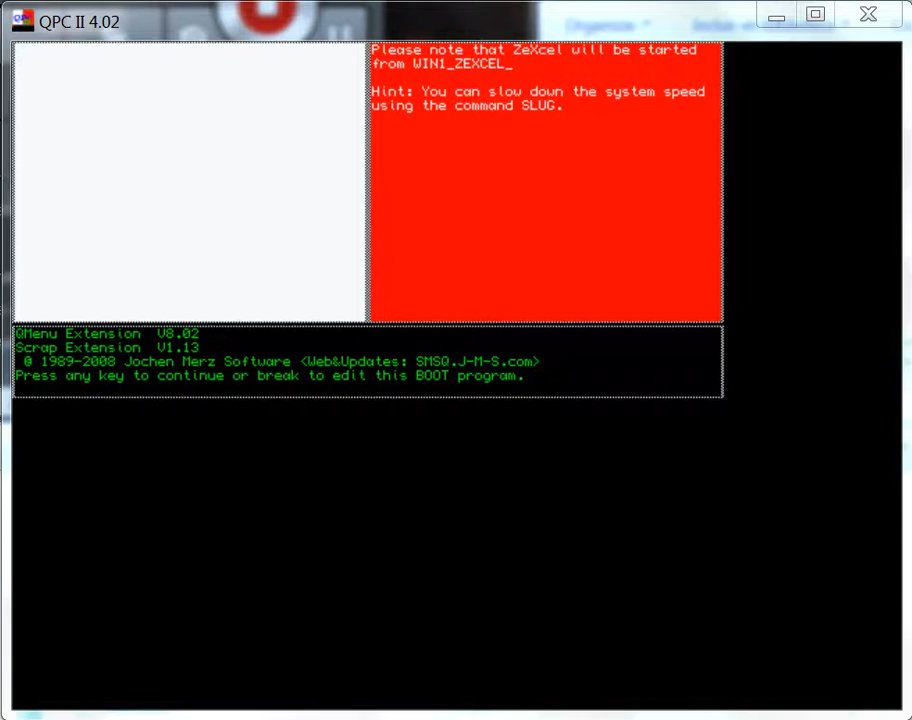 QPC II 4.02
Please note that ZeXcel will be started
from WIN1_ZEXCEL_
Hint: You can slow down the system speed
using the command SLUG.
QMenu Extension  V8.02
Scrap Extension  V1.13
@ 1989-2008 Jochen Merz Software <Web&Updates: SMSQ.J-M-S.com>
Press any key to continue or break to edit this BOOT program.